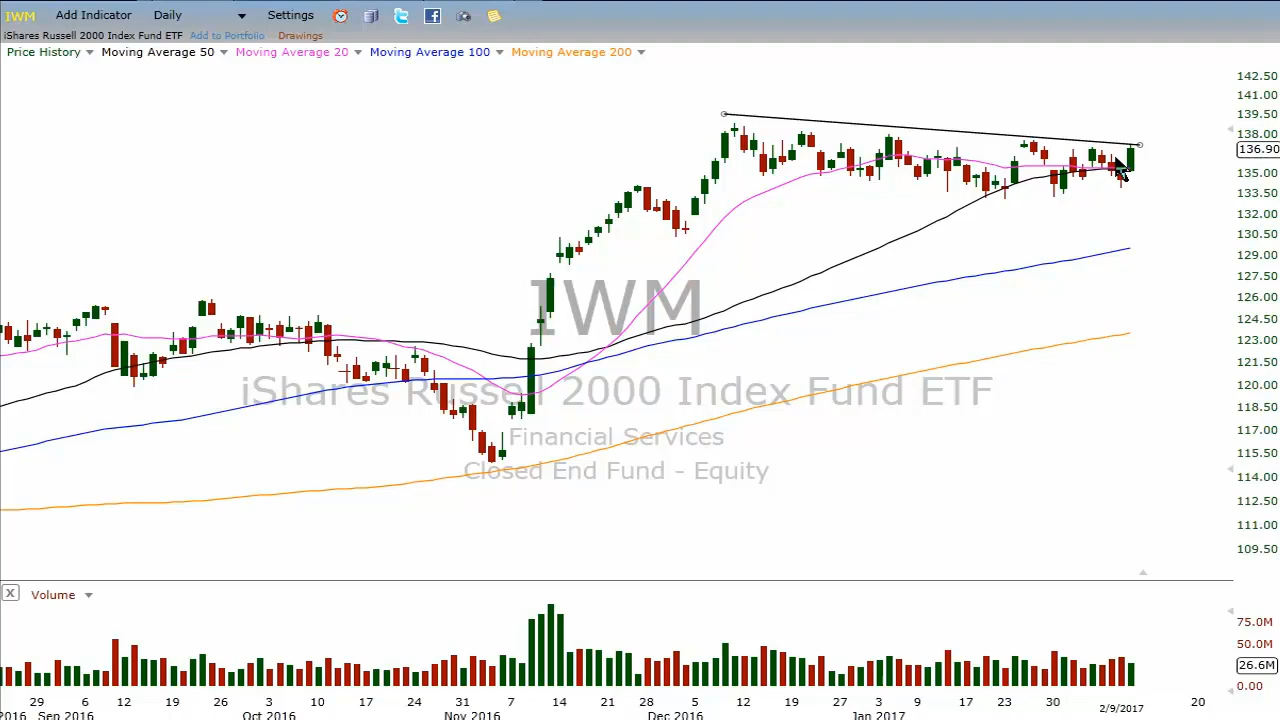 IWM Add Indicator Daily Settings
iShares Russell 2000 Index Fund ETF Add to Portfolio Drawings
Price History Moving Average 50 Moving Average 20 Moving Average 100 Moving Average 200
142.50
141.00
139.50
138.00
136.90
135.00
133.50
132.00
130.50
129.00
127.50
126.00
124.50
123.00
121.50
120.00
118.50
117.00
115.50
114.00
112.50
111.00
109.50
IWM
iShares Russell 2000 Index Fund ETF
Financial Services
Closed End Fund - Equity
X Volume
75.0M
50.0M
26.6M
0.00
29 6 12 19 26 3 10 17 24 31 7 14 21 28 5 12 19 27 3 9 17 23 30 20
2016 Sep 2016 Oct 2016 Nov 2016 Dec 2016 Jan 2017 2/9/2017